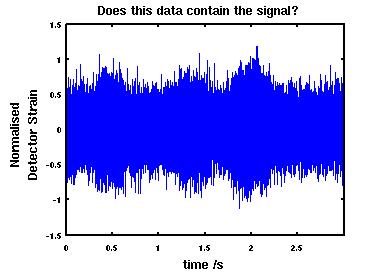 Does this data contain the signal?
1.5
1
0.5
0
-0.5
-1
-1.5
Normalised
Detector Strain
0 0.5 1 1.5 2 2.5
time /s